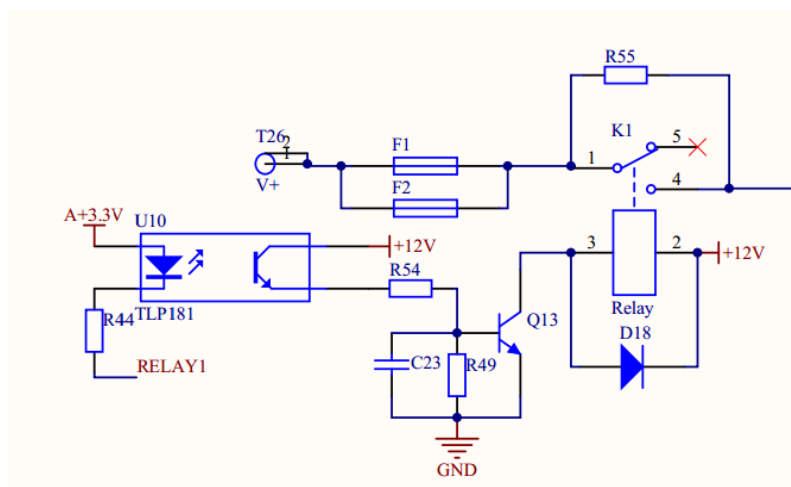 R55
K1
T26
2
1
V+
F1
F2
1
5
4
A+3.3V
U10
+12V
R54
3
2
+12V
Relay
R44
TLP181
RELAY1
Q13
D18
C23
R49
GND